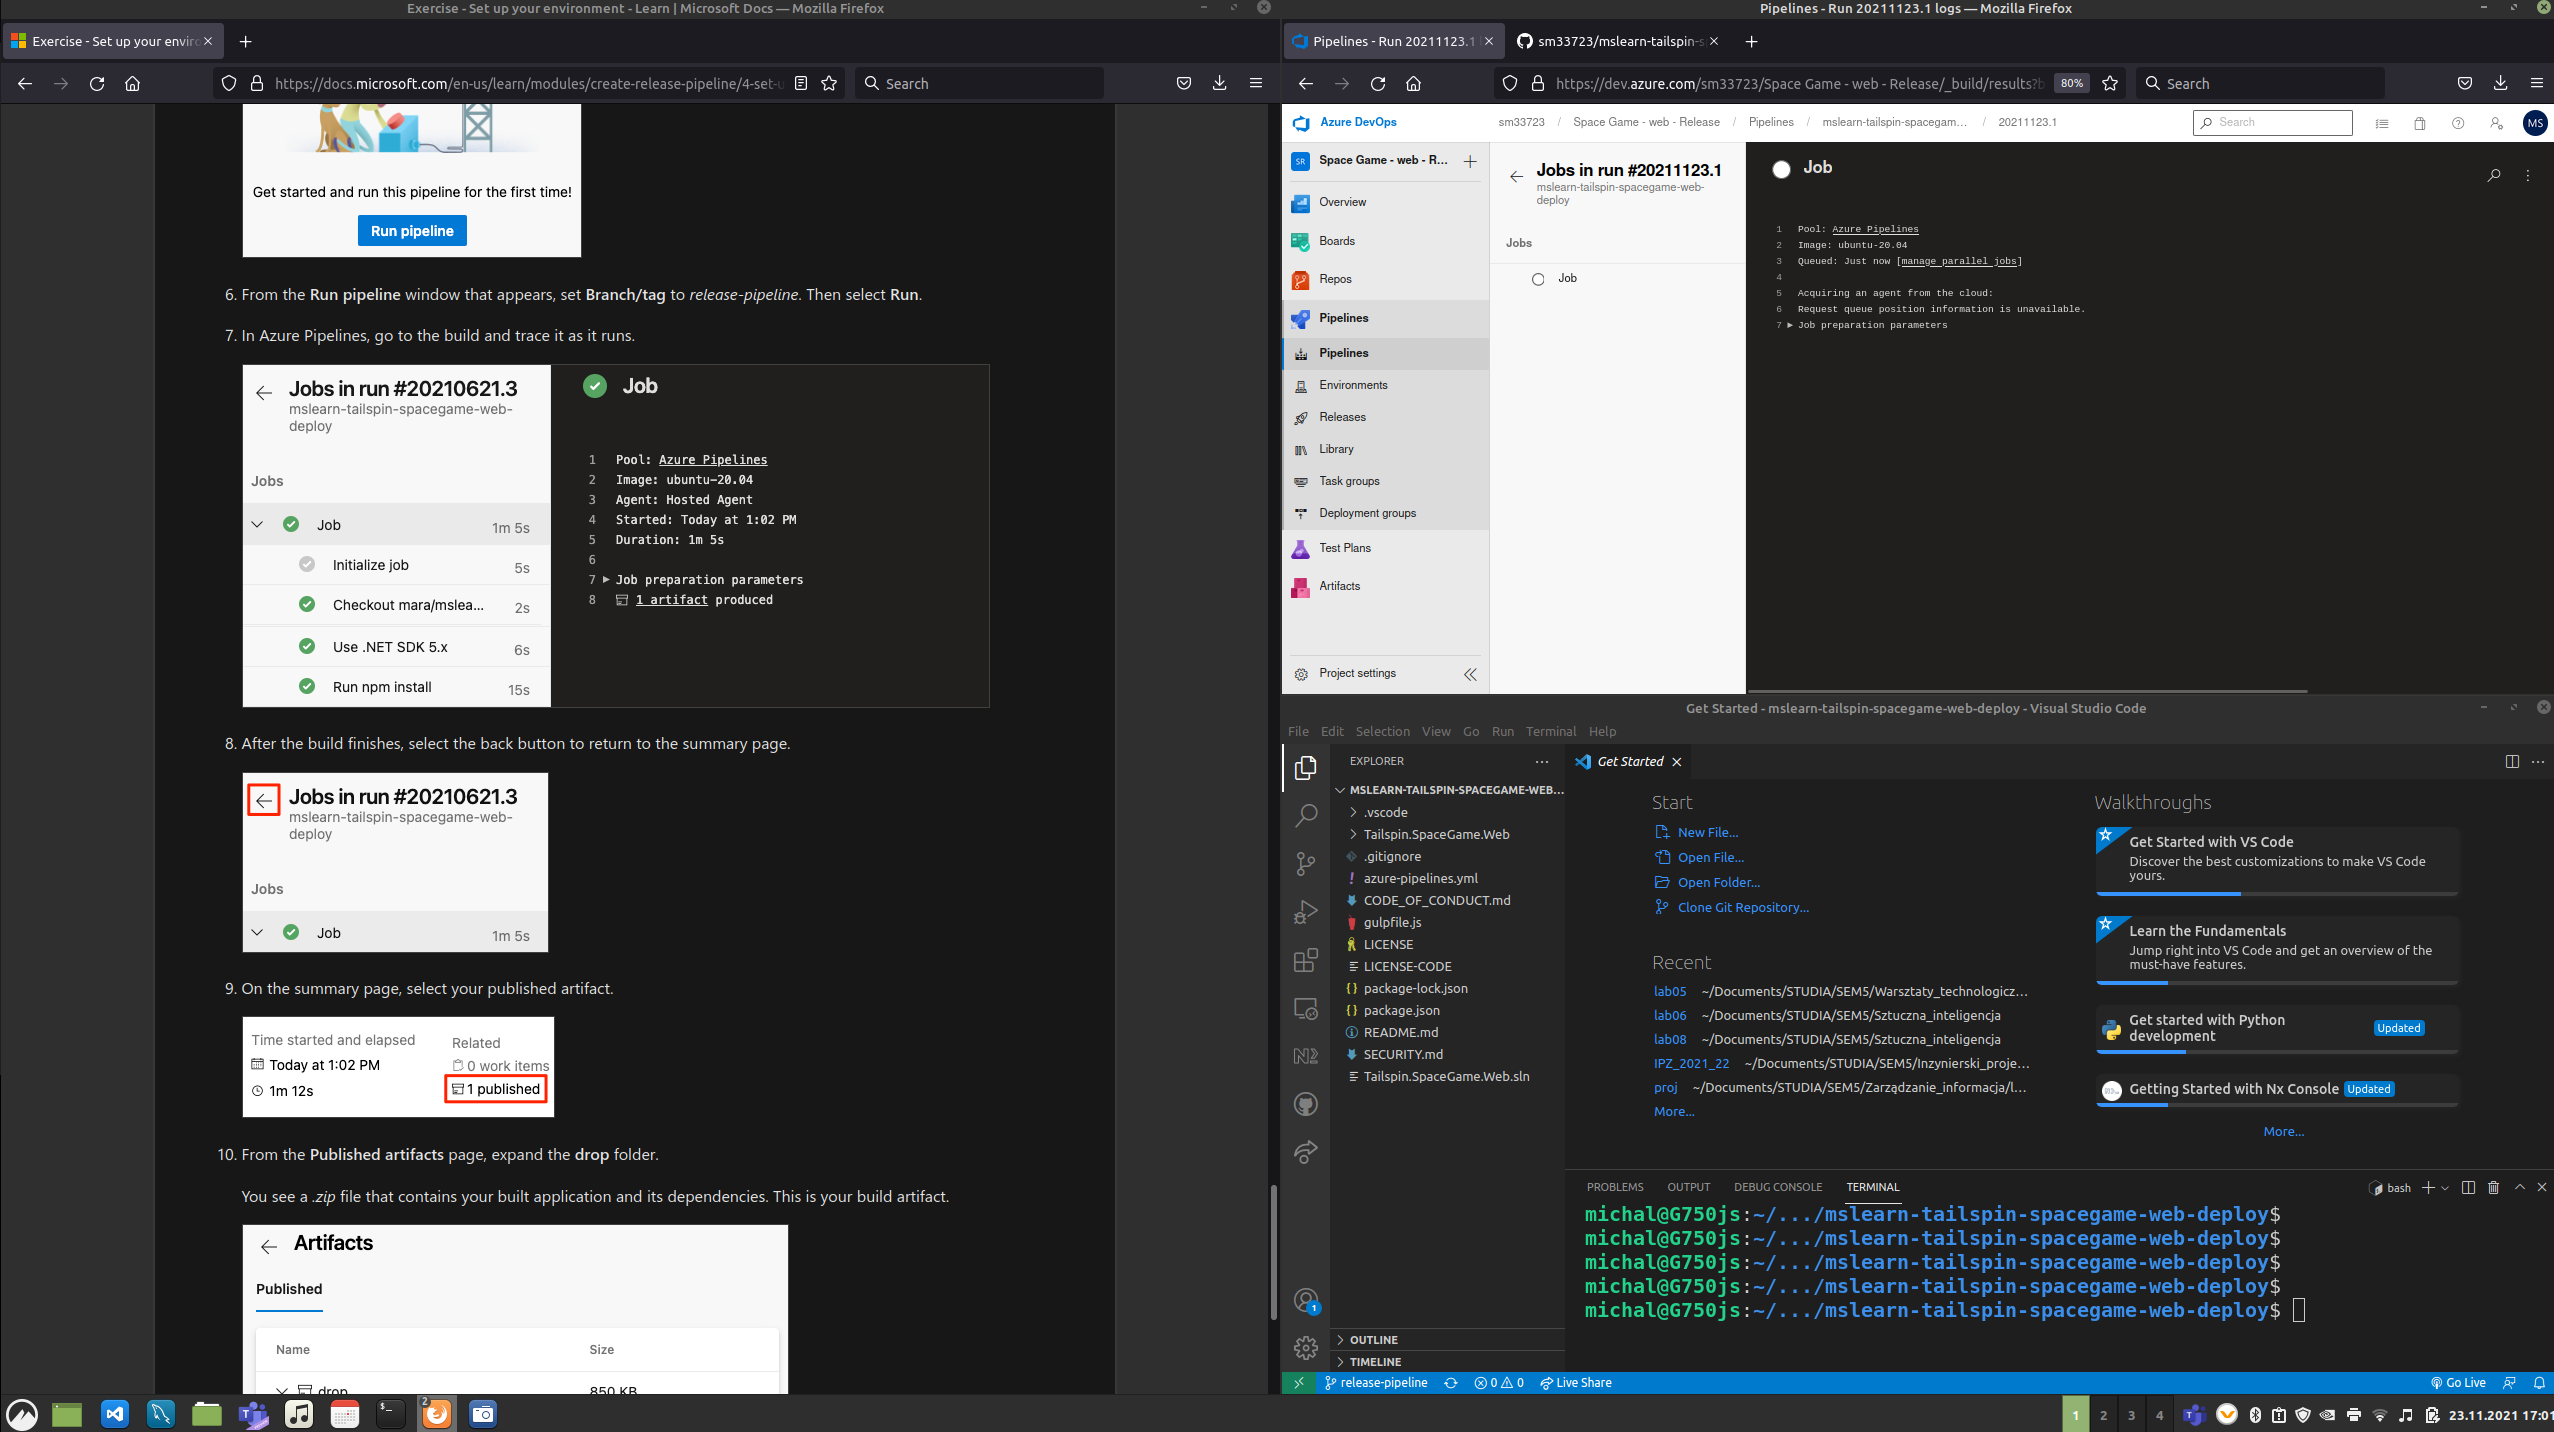 Exercise - Set up your environment - Learn | Microsoft Docs — Mozilla Firefox
Exercise - Set up your enviro
https://docs.microsoft.com/en-us/learn/modules/create-release-pipeline/4-set-u
Search
Get started and run this pipeline for the first time!
Run pipeline
6. From the Run pipeline window that appears, set Branch/tag to release-pipeline. Then select Run.
7. In Azure Pipelines, go to the build and trace it as it runs.
Jobs in run #20210621.3
mslearn-tailspin-spacegame-web-
deploy
Jobs
Job 1m 5s
Initialize job 5s
Checkout mara/mslea... 2s
Use .NET SDK 5.x 6s
Run npm install 15s
Job
1 Pool: Azure Pipelines
2 Image: ubuntu-20.04
3 Agent: Hosted Agent
4 Started: Today at 1:02 PM
5 Duration: 1m 5s
6
7 Job preparation parameters
8 1 artifact produced
8. After the build finishes, select the back button to return to the summary page.
Jobs in run #20210621.3
mslearn-tailspin-spacegame-web-
deploy
Jobs
Job 1m 5s
9. On the summary page, select your published artifact.
Time started and elapsed
Today at 1:02 PM
1m 12s
Related
0 work items
1 published
10. From the Published artifacts page, expand the drop folder.
You see a .zip file that contains your built application and its dependencies. This is your build artifact.
Artifacts
Published
Name Size
drop 850 KB
Pipelines - Run 20211123.1 logs — Mozilla Firefox
Pipelines - Run 20211123.1 l
sm33723/mslearn-tailspin-s
https://dev.azure.com/sm33723/Space Game - web - Release/_build/results?b
80%
Search
Azure DevOps
sm33723 / Space Game - web - Release / Pipelines / mslearn-tailspin-spacegam... / 20211123.1
Search
MS
SR Space Game - web - R...
Overview
Boards
Repos
Pipelines
Pipelines
Environments
Releases
Library
Task groups
Deployment groups
Test Plans
Artifacts
Project settings
Jobs in run #20211123.1
mslearn-tailspin-spacegame-web-
deploy
Jobs
Job
Job
1 Pool: Azure Pipelines
2 Image: ubuntu-20.04
3 Queued: Just now [manage parallel jobs]
4
5 Acquiring an agent from the cloud:
6 Request queue position information is unavailable.
7 Job preparation parameters
Get Started - mslearn-tailspin-spacegame-web-deploy - Visual Studio Code
File Edit Selection View Go Run Terminal Help
EXPLORER
MSLEARN-TAILSPIN-SPACEGAME-WEB...
.vscode
Tailspin.SpaceGame.Web
.gitignore
azure-pipelines.yml
CODE_OF_CONDUCT.md
gulpfile.js
LICENSE
LICENSE-CODE
package-lock.json
package.json
README.md
SECURITY.md
Tailspin.SpaceGame.Web.sln
OUTLINE
TIMELINE
1
Get Started
Start
New File...
Open File...
Open Folder...
Clone Git Repository...
Recent
lab05 ~/Documents/STUDIA/SEM5/Warsztaty_technologicz...
lab06 ~/Documents/STUDIA/SEM5/Sztuczna_inteligencja
lab08 ~/Documents/STUDIA/SEM5/Sztuczna_inteligencja
IPZ_2021_22 ~/Documents/STUDIA/SEM5/Inzynierski_proje...
proj ~/Documents/STUDIA/SEM5/Zarządzanie_informacja/l...
More...
Walkthroughs
Get Started with VS Code
Discover the best customizations to make VS Code
yours.
Learn the Fundamentals
Jump right into VS Code and get an overview of the
must-have features.
Get started with Python
development
Updated
Getting Started with Nx Console Updated
More...
PROBLEMS OUTPUT DEBUG CONSOLE TERMINAL
bash
michal@G750js:~/.../mslearn-tailspin-spacegame-web-deploy$
michal@G750js:~/.../mslearn-tailspin-spacegame-web-deploy$
michal@G750js:~/.../mslearn-tailspin-spacegame-web-deploy$
michal@G750js:~/.../mslearn-tailspin-spacegame-web-deploy$
michal@G750js:~/.../mslearn-tailspin-spacegame-web-deploy$
release-pipeline 0 0 Live Share
Go Live
2
1 2 3 4
23.11.2021 17:01